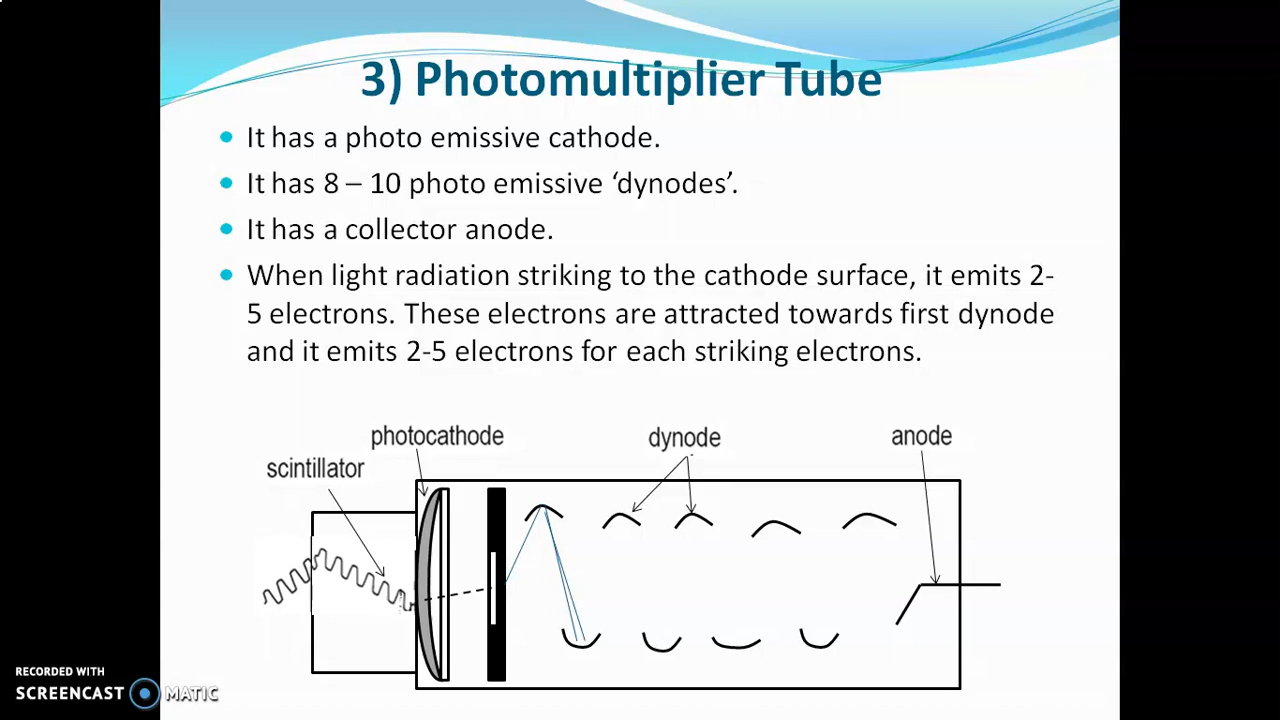 3) Photomultiplier Tube
It has a photo emissive cathode.
It has 8 – 10 photo emissive ‘dynodes’.
It has a collector anode.
When light radiation striking to the cathode surface, it emits 2-
5 electrons. These electrons are attracted towards first dynode
and it emits 2-5 electrons for each striking electrons.
photocathode
dynode
anode
scintillator
RECORDED WITH
SCREENCAST MATIC